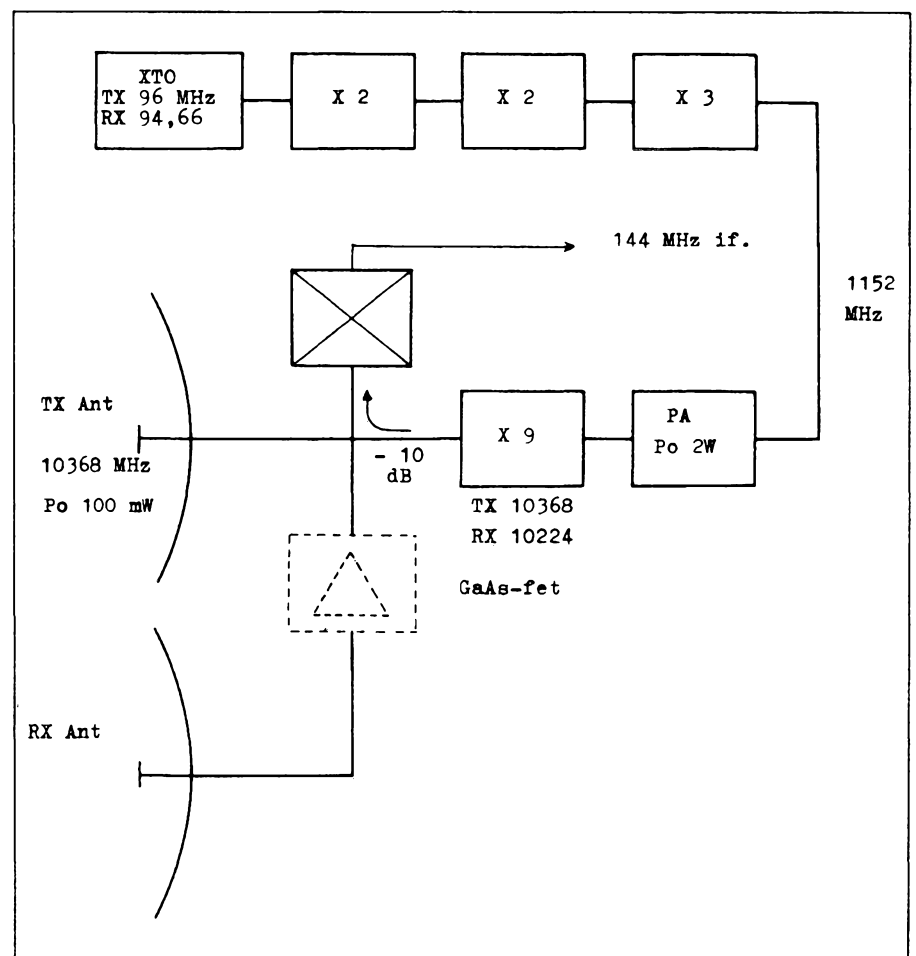 XTO
TX 96 MHz
RX 94,66
X 2
X 2
X 3
144 MHz if.
1152
MHz
TX Ant
10368 MHz
Po 100 mW
- 10
dB
X 9
PA
Po 2W
TX 10368
RX 10224
GaAs-fet
RX Ant